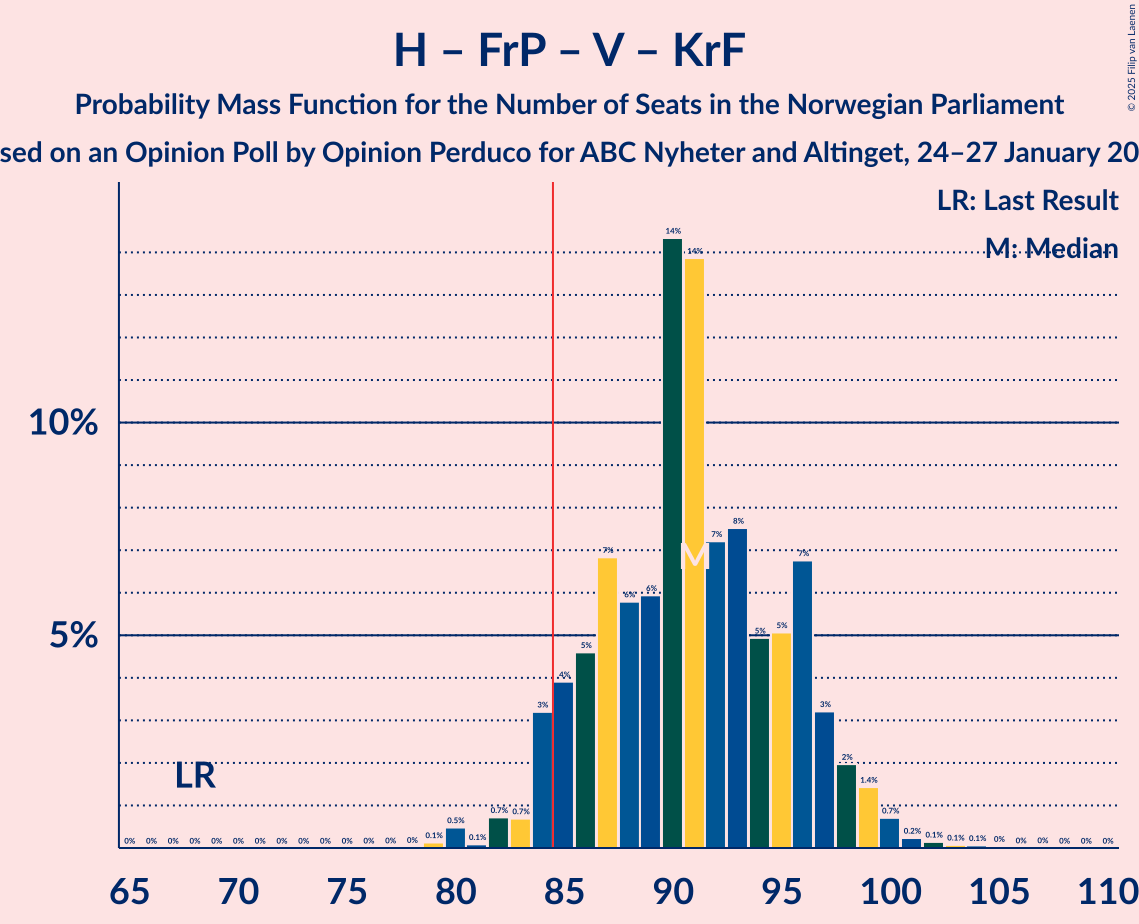 H – FrP – V – KrF
© 2025 Filip van Laenen
Probability Mass Function for the Number of Seats in the Norwegian Parliament
sed on an Opinion Poll by Opinion Perduco for ABC Nyheter and Altinget, 24–27 January 20
LR: Last Result
M: Median
10%
5%
LR
M
0% 0% 0% 0% 0% 0% 0% 0% 0% 0% 0% 0% 0% 0% 0.1% 0.5% 0.1% 0.7% 0.7% 3% 4% 5% 7% 6% 6% 14% 14% 7% 8% 5% 5% 7% 3% 2% 1.4% 0.7% 0.2% 0.1% 0.1% 0.1% 0% 0% 0% 0% 0% 0%
65 70 75 80 85 90 95 100 105 110